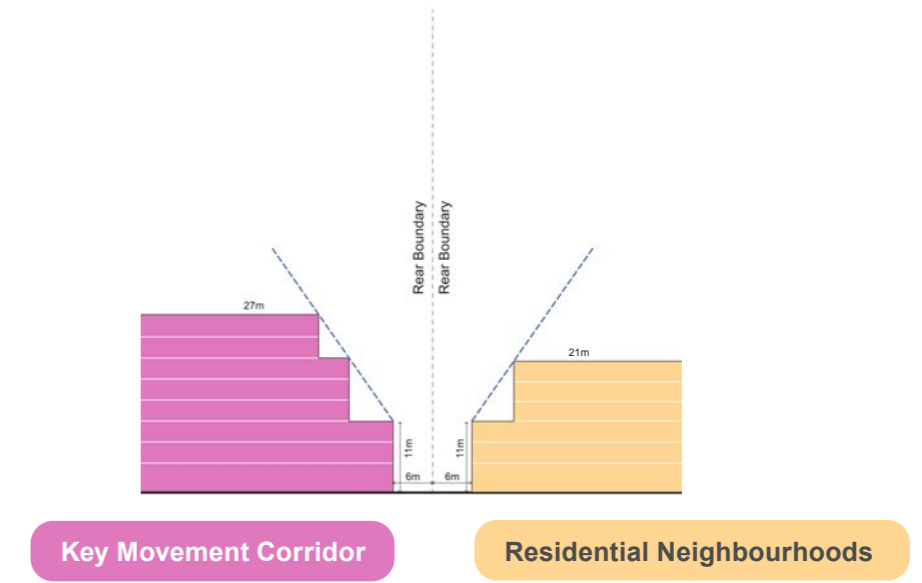 Rear Boundary
Rear Boundary
27m
21m
11m
11m
6m
6m
Key Movement Corridor
Residential Neighbourhoods